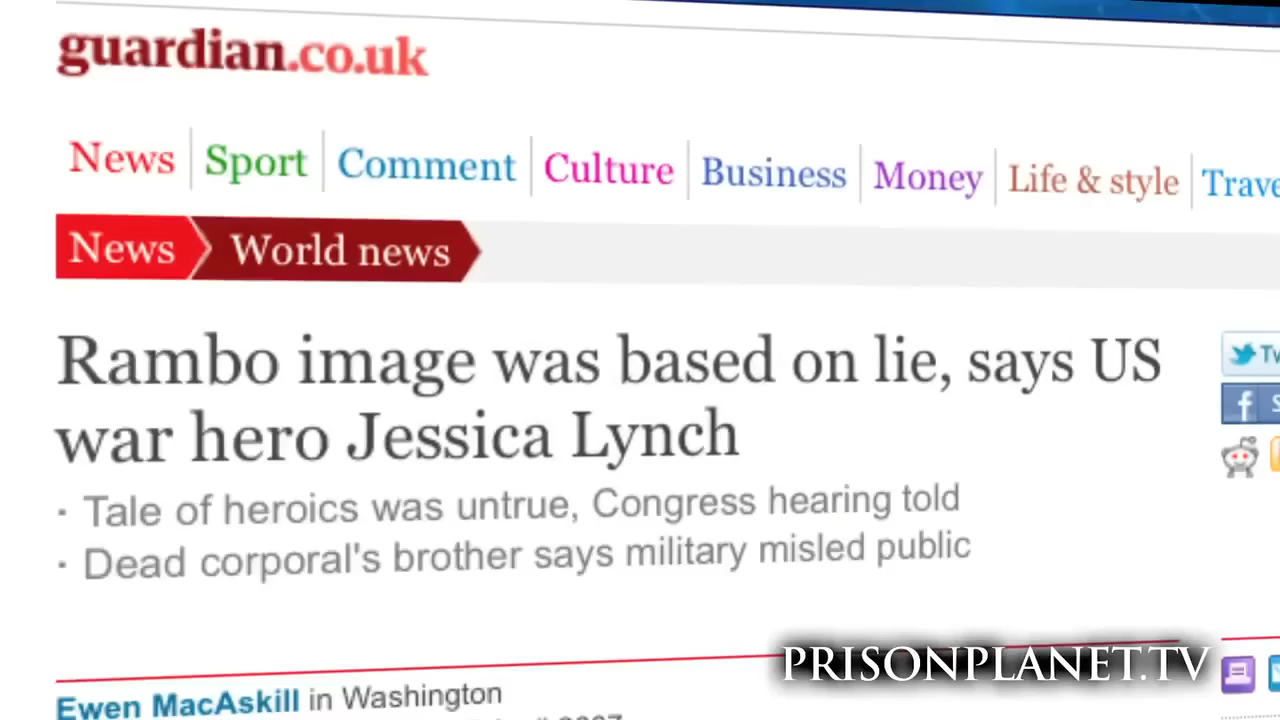 guardian.co.uk
News Sport Comment Culture Business Money Life & style
News World news
Rambo image was based on lie, says US
war hero Jessica Lynch
· Tale of heroics was untrue, Congress hearing told
· Dead corporal's brother says military misled public
PRISONPLANET.TV
Ewen MacAskill in Washington